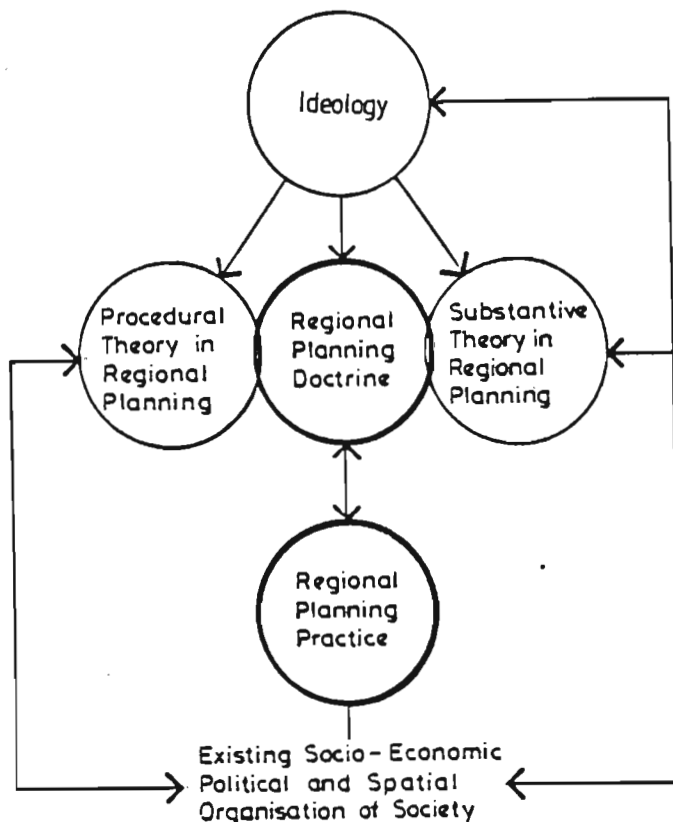 Ideology
Procedural
Theory in
Regional
Planning
Regional
Planning
Doctrine
Substantive
Theory in
Regional
Planning
Regional
Planning
Practice
Existing Socio-Economic
Political and Spatial
Organisation of Society